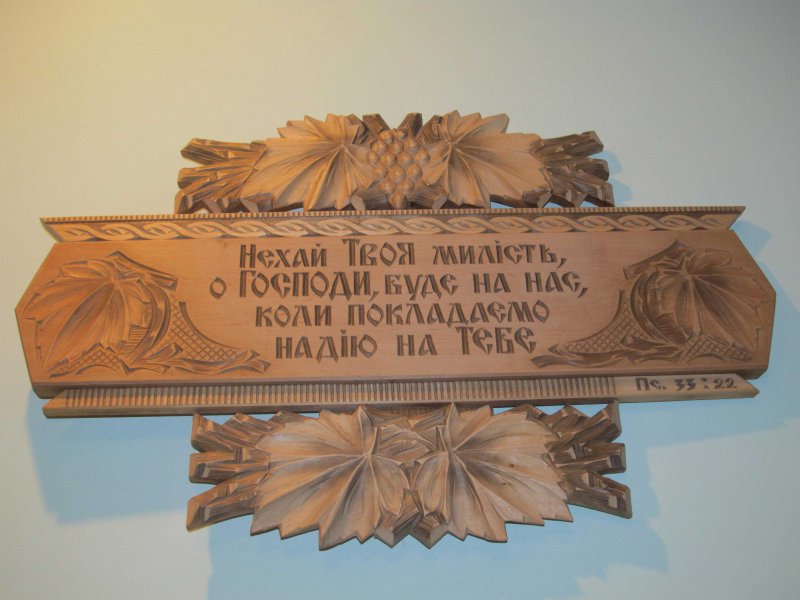 Нехай Твоя милість,
о ГОСПОДИ, буде на нас,
коли покладаємо
надію на Тебе
Пс. 33:22